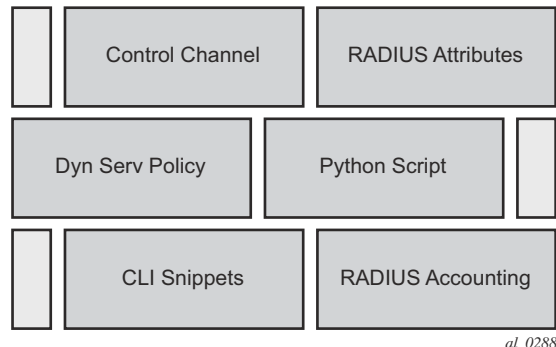 Control Channel
RADIUS Attributes
Dyn Serv Policy
Python Script
CLI Snippets
RADIUS Accounting
al_0288